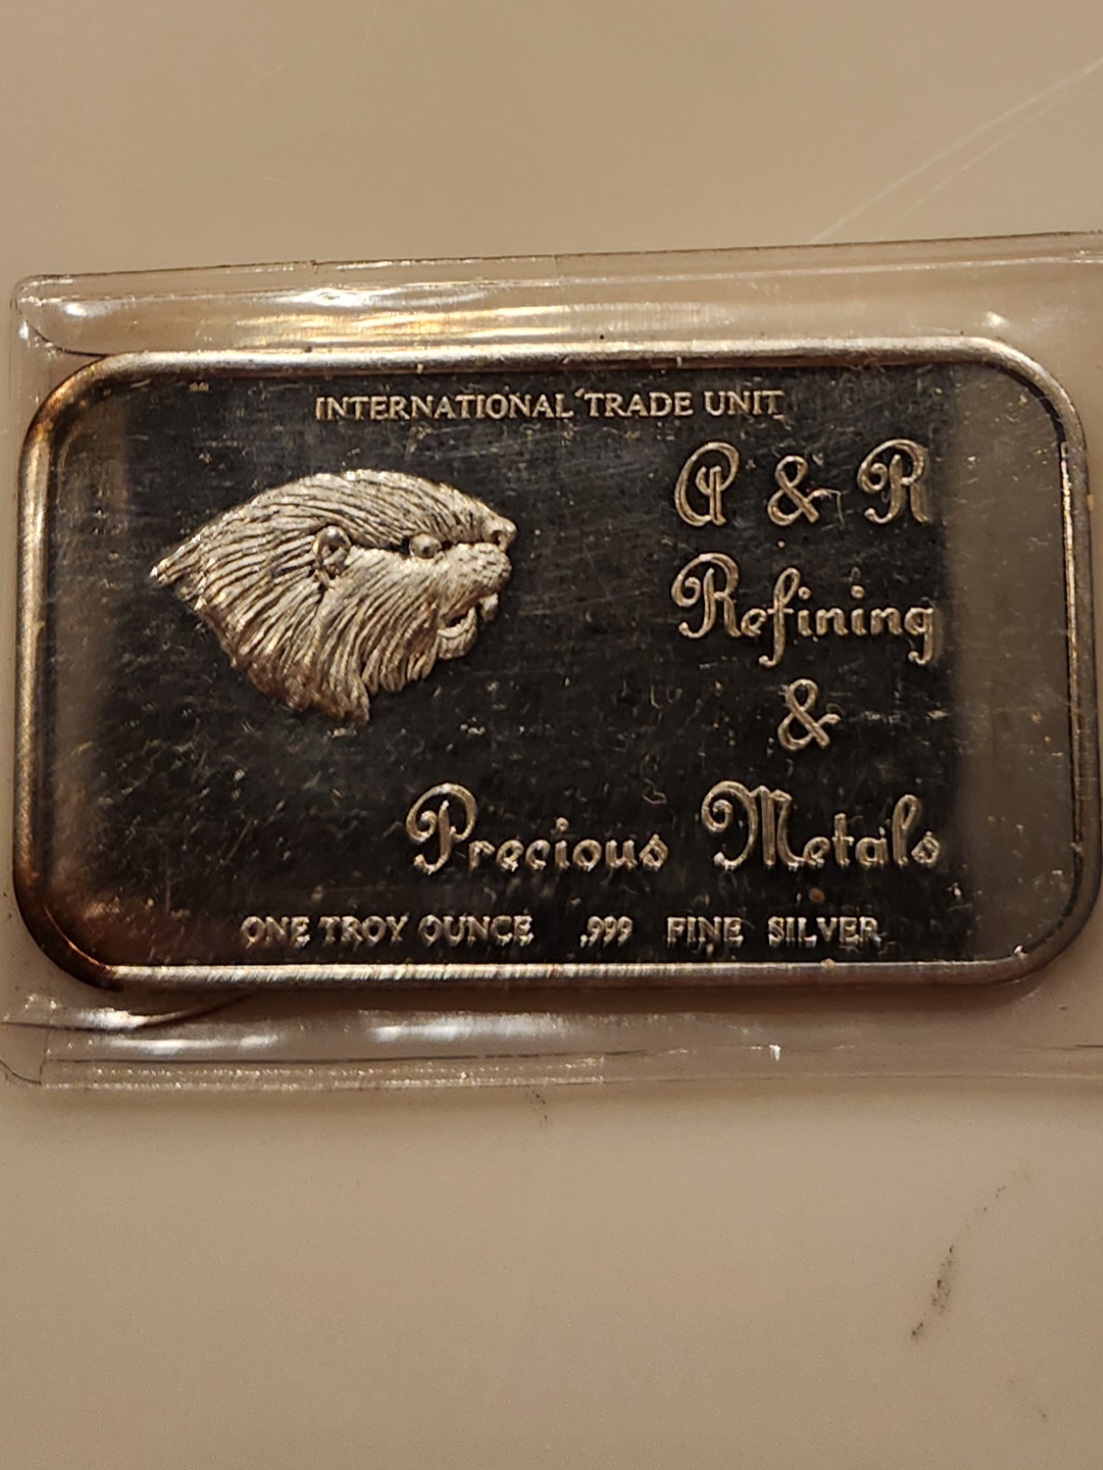 INTERNATIONAL TRADE UNIT
A & R
Refining
&
Precious Metals
ONE TROY OUNCE .999 FINE SILVER